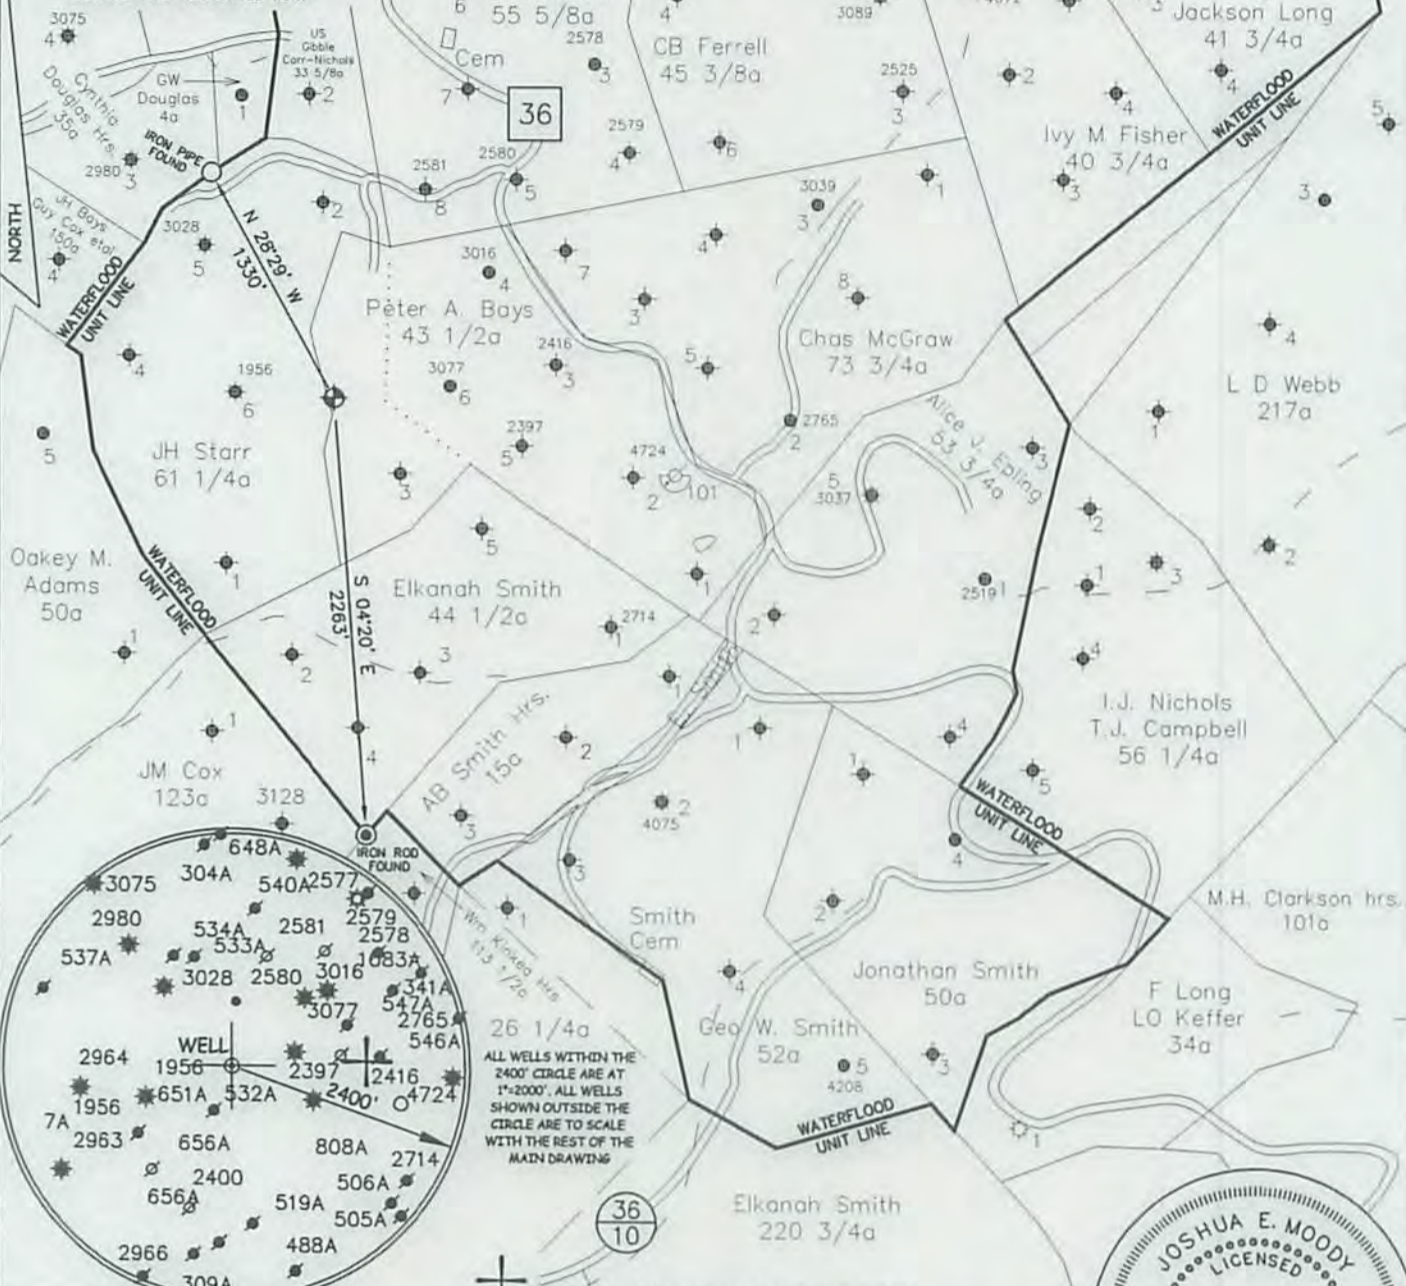 3075
4
6
55 5/8a
2578
3
4
CB Ferrell
45 3/8a
3089
3
Jackson Long
41 3/4a
4
US
Gibble
Carr-Nichols
33 5/8a
2
Cem
7
36
2525
3
2
4
GW
Douglas
4a
1
Cynthia
Douglas Hrs.
35a
2980
3
IRON PIPE
FOUND
2579
4
6
Ivy M Fisher
40 3/4a
3
WATERFLOOD
UNIT LINE
5
3
2581
8
2580
5
2
3039
3
1
NORTH
JH Bays
Guy Cox etal
150a
4
3028
5
N 28°29' W
1330'
WATERFLOOD
UNIT LINE
3016
4
7
4
3
8
Peter A. Bays
43 1/2a
2416
3
5
Chas McGraw
73 3/4a
4
L D Webb
217a
4
1956
6
3077
6
2765
2
1
Alice J. Epling
63 3/4a
3
5
JH Starr
61 1/4a
3
2397
5
4724
2
101
5
3037
2
1
3
2
Oakey M.
Adams
50a
1
WATERFLOOD
UNIT LINE
1
S 04°20' E
2263'
5
Elkanah Smith
44 1/2a
2714
1
1
2
2519
1
4
2
3
1
I.J. Nichols
T.J. Campbell
56 1/4a
5
1
JM Cox
123a
3128
4
AB Smith Hrs.
15a
2
3
1
1
4
WATERFLOOD
UNIT LINE
4
IRON ROD
FOUND
2
4075
3
2
M.H. Clarkson hrs.
101a
Wm Kinked Hrs
113 1/2a
1
Smith
Cem
4
Jonathan Smith
50a
F Long
LO Keffer
34a
26 1/4a
Geo W. Smith
52a
5
4208
3
ALL WELLS WITHIN THE
2400' CIRCLE ARE AT
1"=2000'. ALL WELLS
SHOWN OUTSIDE THE
CIRCLE ARE TO SCALE
WITH THE REST OF THE
MAIN DRAWING
WATERFLOOD
UNIT LINE
1
36
10
Elkanah Smith
220 3/4a
648A
304A
3075
540A
2577
2980
534A
2581
2579
533A
2578
537A
1683A
3028
2580
3016
341A
3077
547A
2765
WELL
546A
2964
1956
2397
2416
1956
651A
532A
2400'
4724
7A
2963
656A
808A
2714
2400
506A
656A
519A
505A
2966
488A
309A
JOSHUA E. MOODY
LICENSED